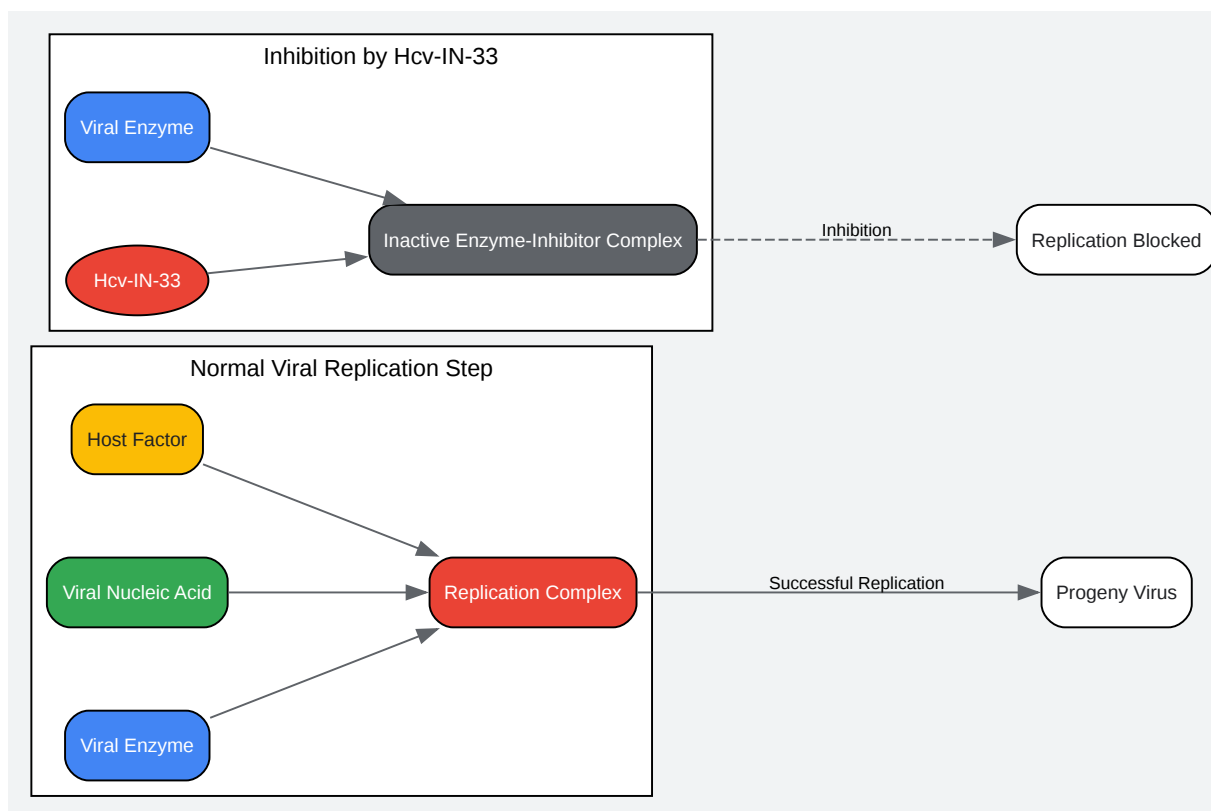 Inhibition by Hcv-IN-33
Viral Enzyme
Hcv-IN-33
Inactive Enzyme-Inhibitor Complex
Inhibition
Replication Blocked
Normal Viral Replication Step
Host Factor
Viral Nucleic Acid
Viral Enzyme
Replication Complex
Successful Replication
Progeny Virus